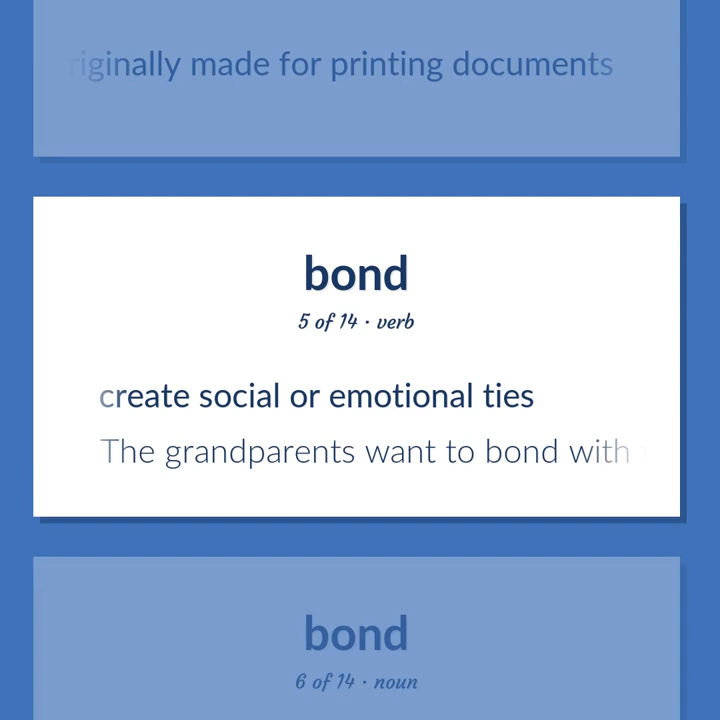 riginally made for printing documents
bond
5 of 14 · verb
create social or emotional ties
The grandparents want to bond with
bond
6 of 14 · noun